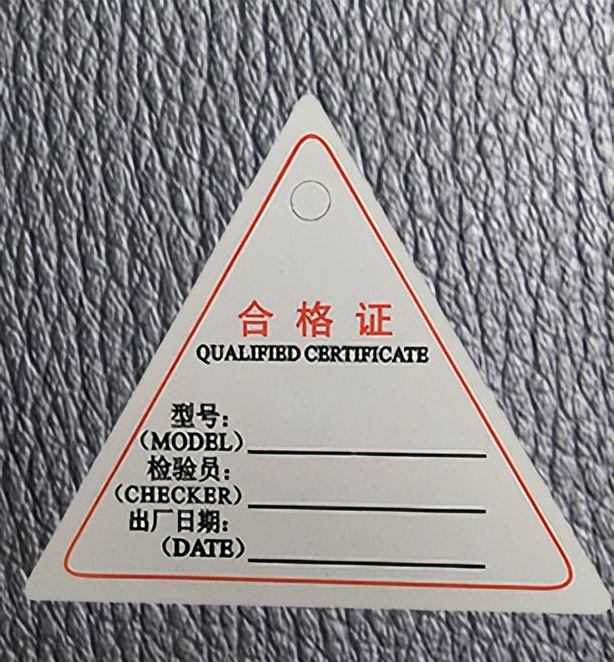 合格证
QUALIFIED CERTIFICATE
型号:
(MODEL)
检验员:
(CHECKER)
出厂日期:
(DATE)